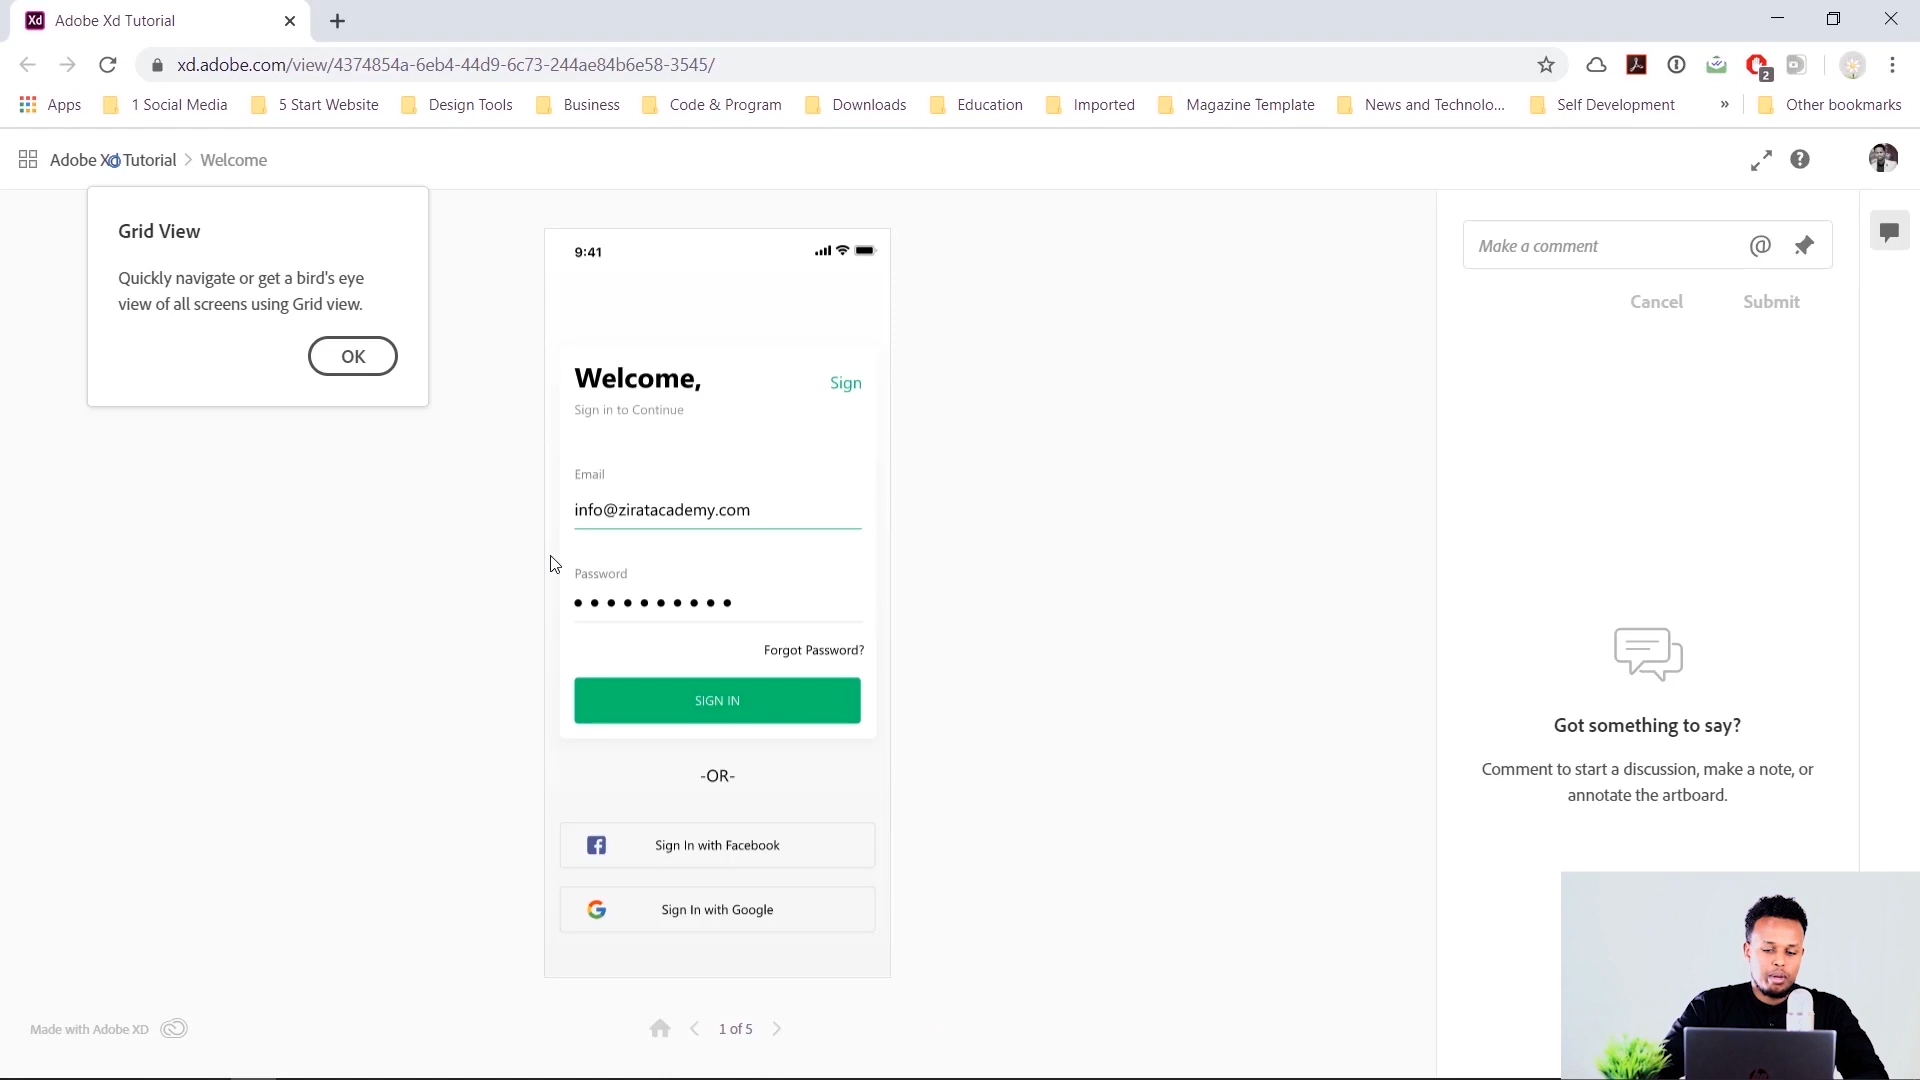 Xd Adobe Xd Tutorial
xd.adobe.com/view/4374854a-6eb4-44d9-6c73-244ae84b6e58-3545/
2
Apps 1 Social Media 5 Start Website Design Tools Business Code & Program Downloads Education Imported Magazine Template News and Technolo... Self Development » Other bookmarks
Adobe Xd Tutorial > Welcome
Grid View
Quickly navigate or get a bird's eye
view of all screens using Grid view.
OK
9:41
Welcome,
Sign
Sign in to Continue
Email
info@ziratacademy.com
Password
Forgot Password?
SIGN IN
-OR-
Sign In with Facebook
Sign In with Google
Made with Adobe XD
1 of 5
Make a comment @
Cancel Submit
Got something to say?
Comment to start a discussion, make a note, or
annotate the artboard.